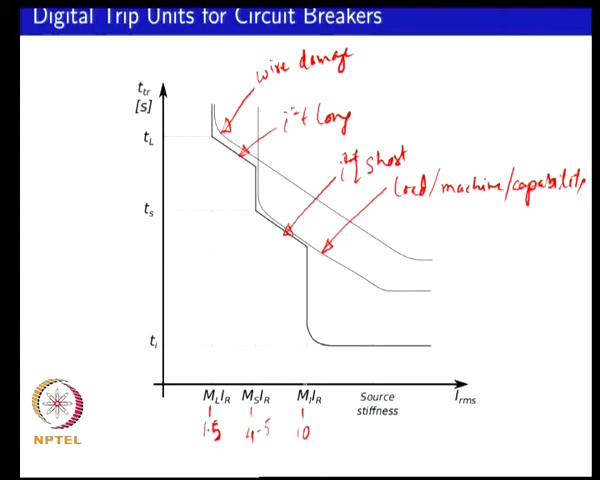 Digital Trip Units for Circuit Breakers
wire damage
t_tr
[s]
i²t long
t_L
i²t short
load/machine/capability
t_s
t_i
M_L I_R M_S I_R M_I I_R Source stiffness I_rms
1.5 4-5 10
NPTEL